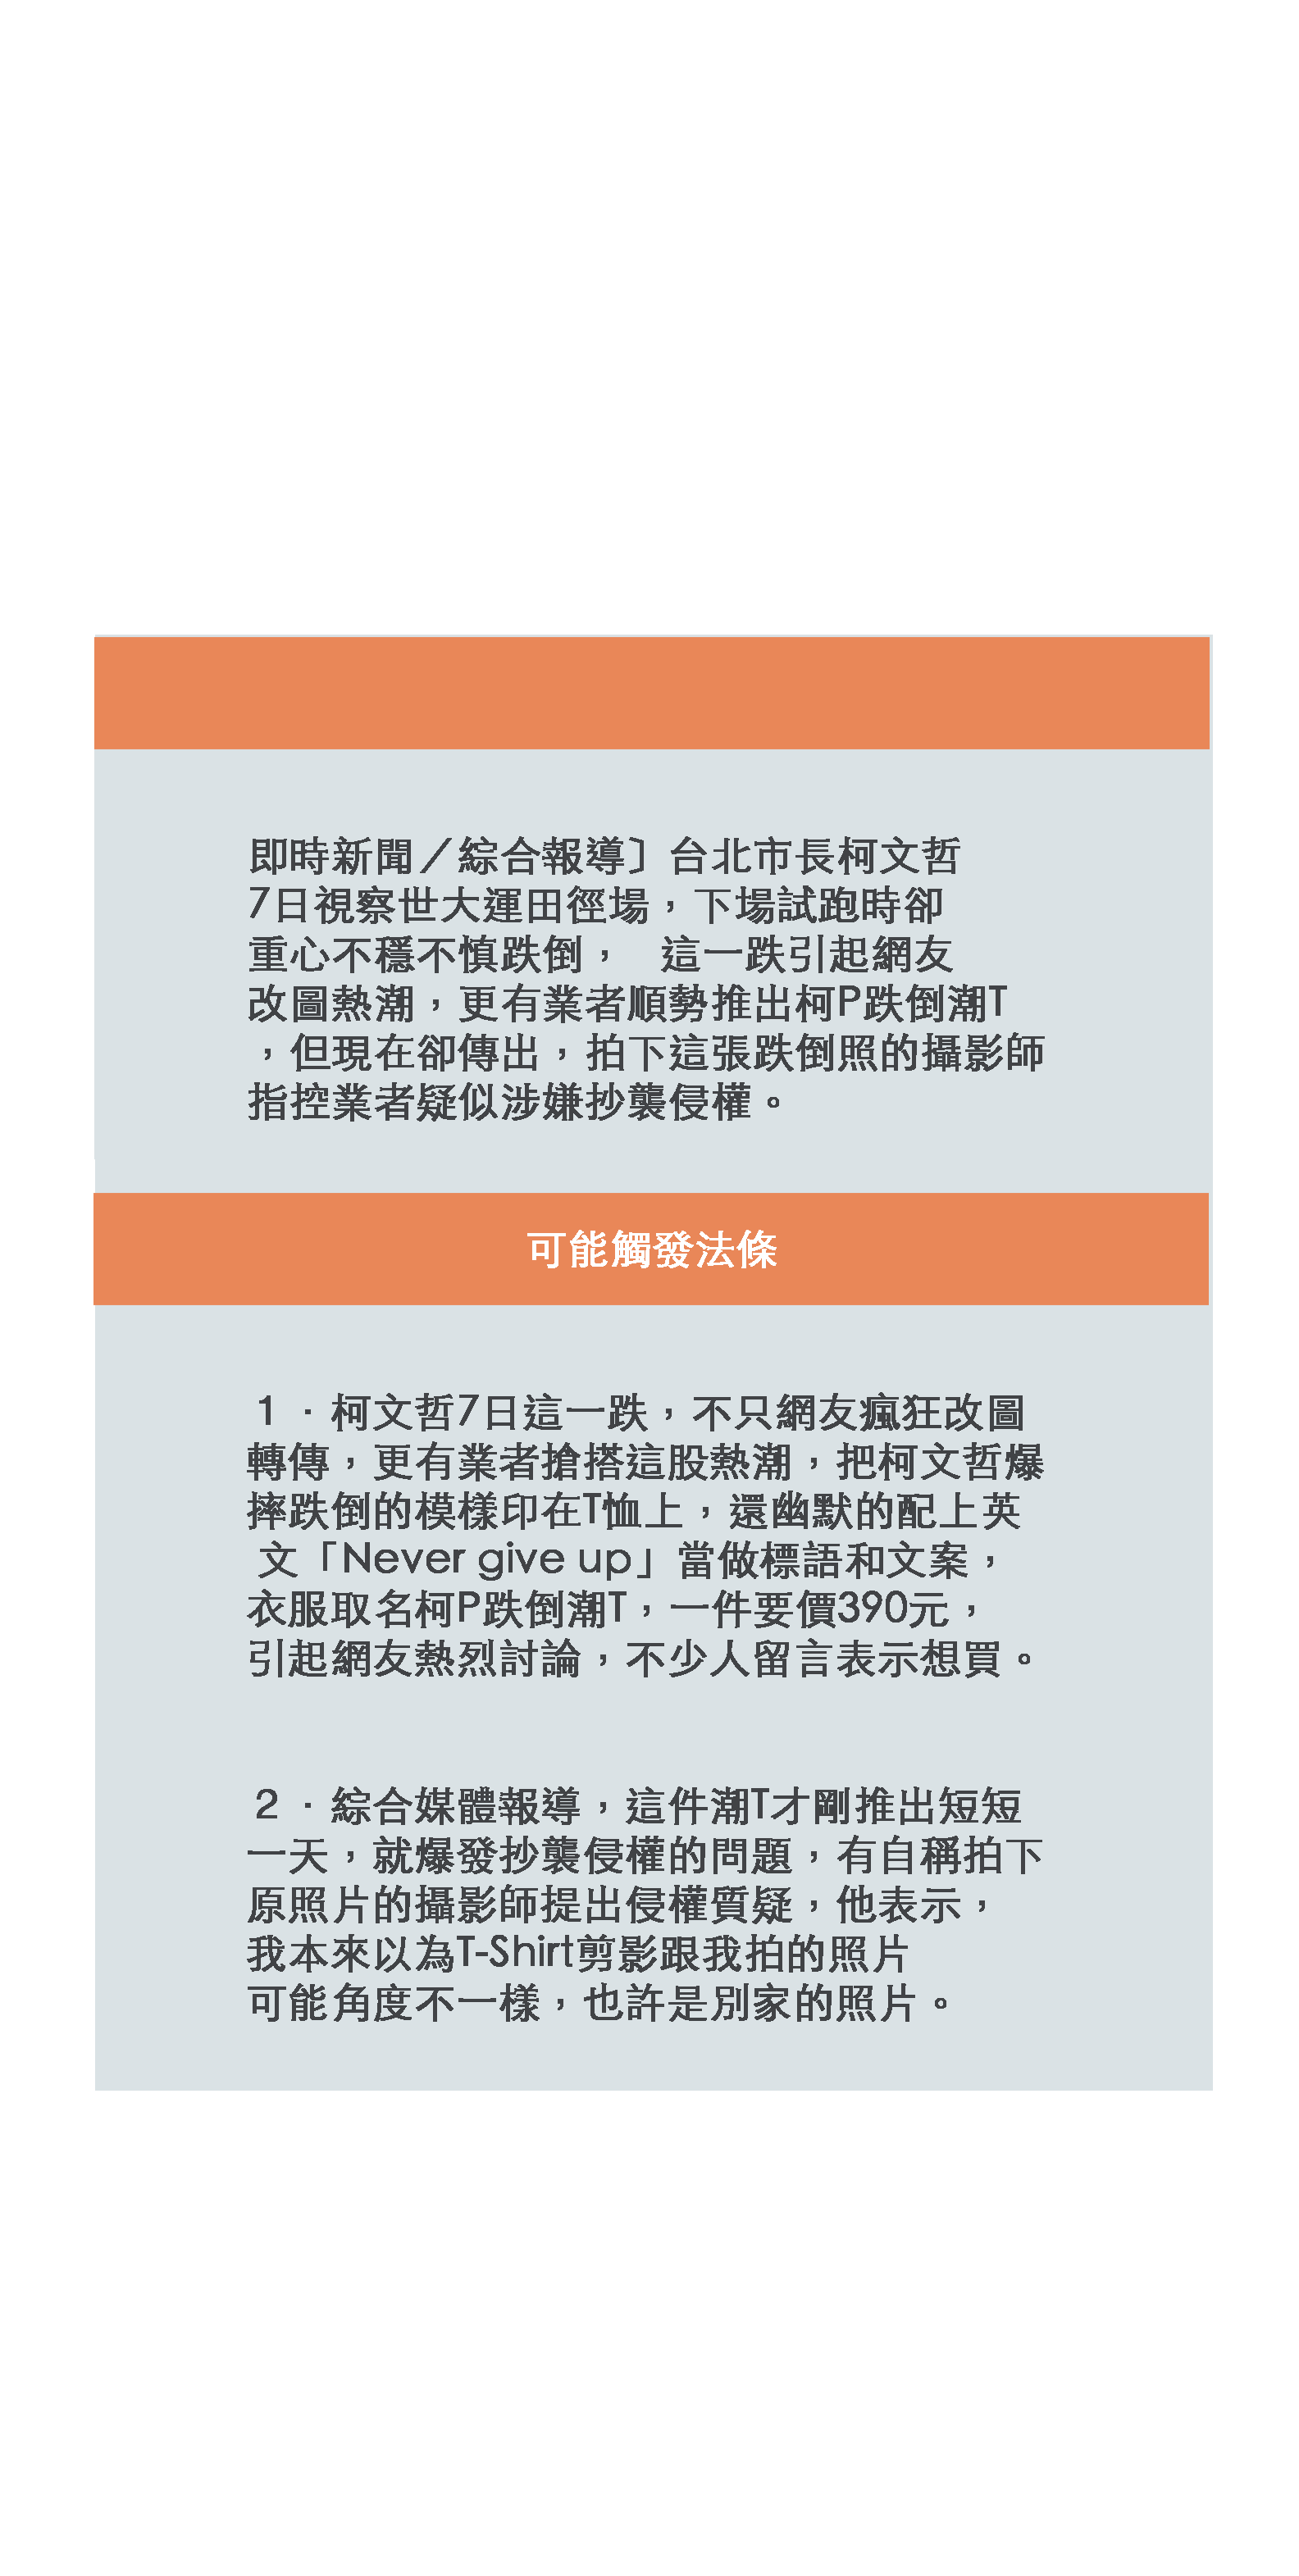 即時新聞／綜合報導〕台北市長柯文哲
7日視察世大運田徑場，下場試跑時卻
重心不穩不慎跌倒，　這一跌引起網友
改圖熱潮，更有業者順勢推出柯P跌倒潮T
，但現在卻傳出，拍下這張跌倒照的攝影師
指控業者疑似涉嫌抄襲侵權。
可能觸發法條
１．柯文哲7日這一跌，不只網友瘋狂改圖
轉傳，更有業者搶搭這股熱潮，把柯文哲爆
摔跌倒的模樣印在T恤上，還幽默的配上英
文「Never give up」當做標語和文案，
衣服取名柯P跌倒潮T，一件要價390元，
引起網友熱烈討論，不少人留言表示想買。
２．綜合媒體報導，這件潮T才剛推出短短
一天，就爆發抄襲侵權的問題，有自稱拍下
原照片的攝影師提出侵權質疑，他表示，
我本來以為T-Shirt剪影跟我拍的照片
可能角度不一樣，也許是別家的照片。